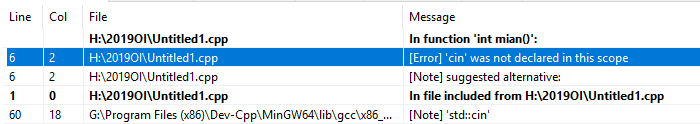 Line Col File Message
H:\2019OI\Untitled1.cpp In function 'int mian()':
6 2 H:\2019OI\Untitled1.cpp [Error] 'cin' was not declared in this scope
6 2 H:\2019OI\Untitled1.cpp [Note] suggested alternative:
1 0 H:\2019OI\Untitled1.cpp In file included from H:\2019OI\Untitled1.cpp
60 18 G:\Program Files (x86)\Dev-Cpp\MinGW64\lib\gcc\x86_... [Note] 'std::cin'